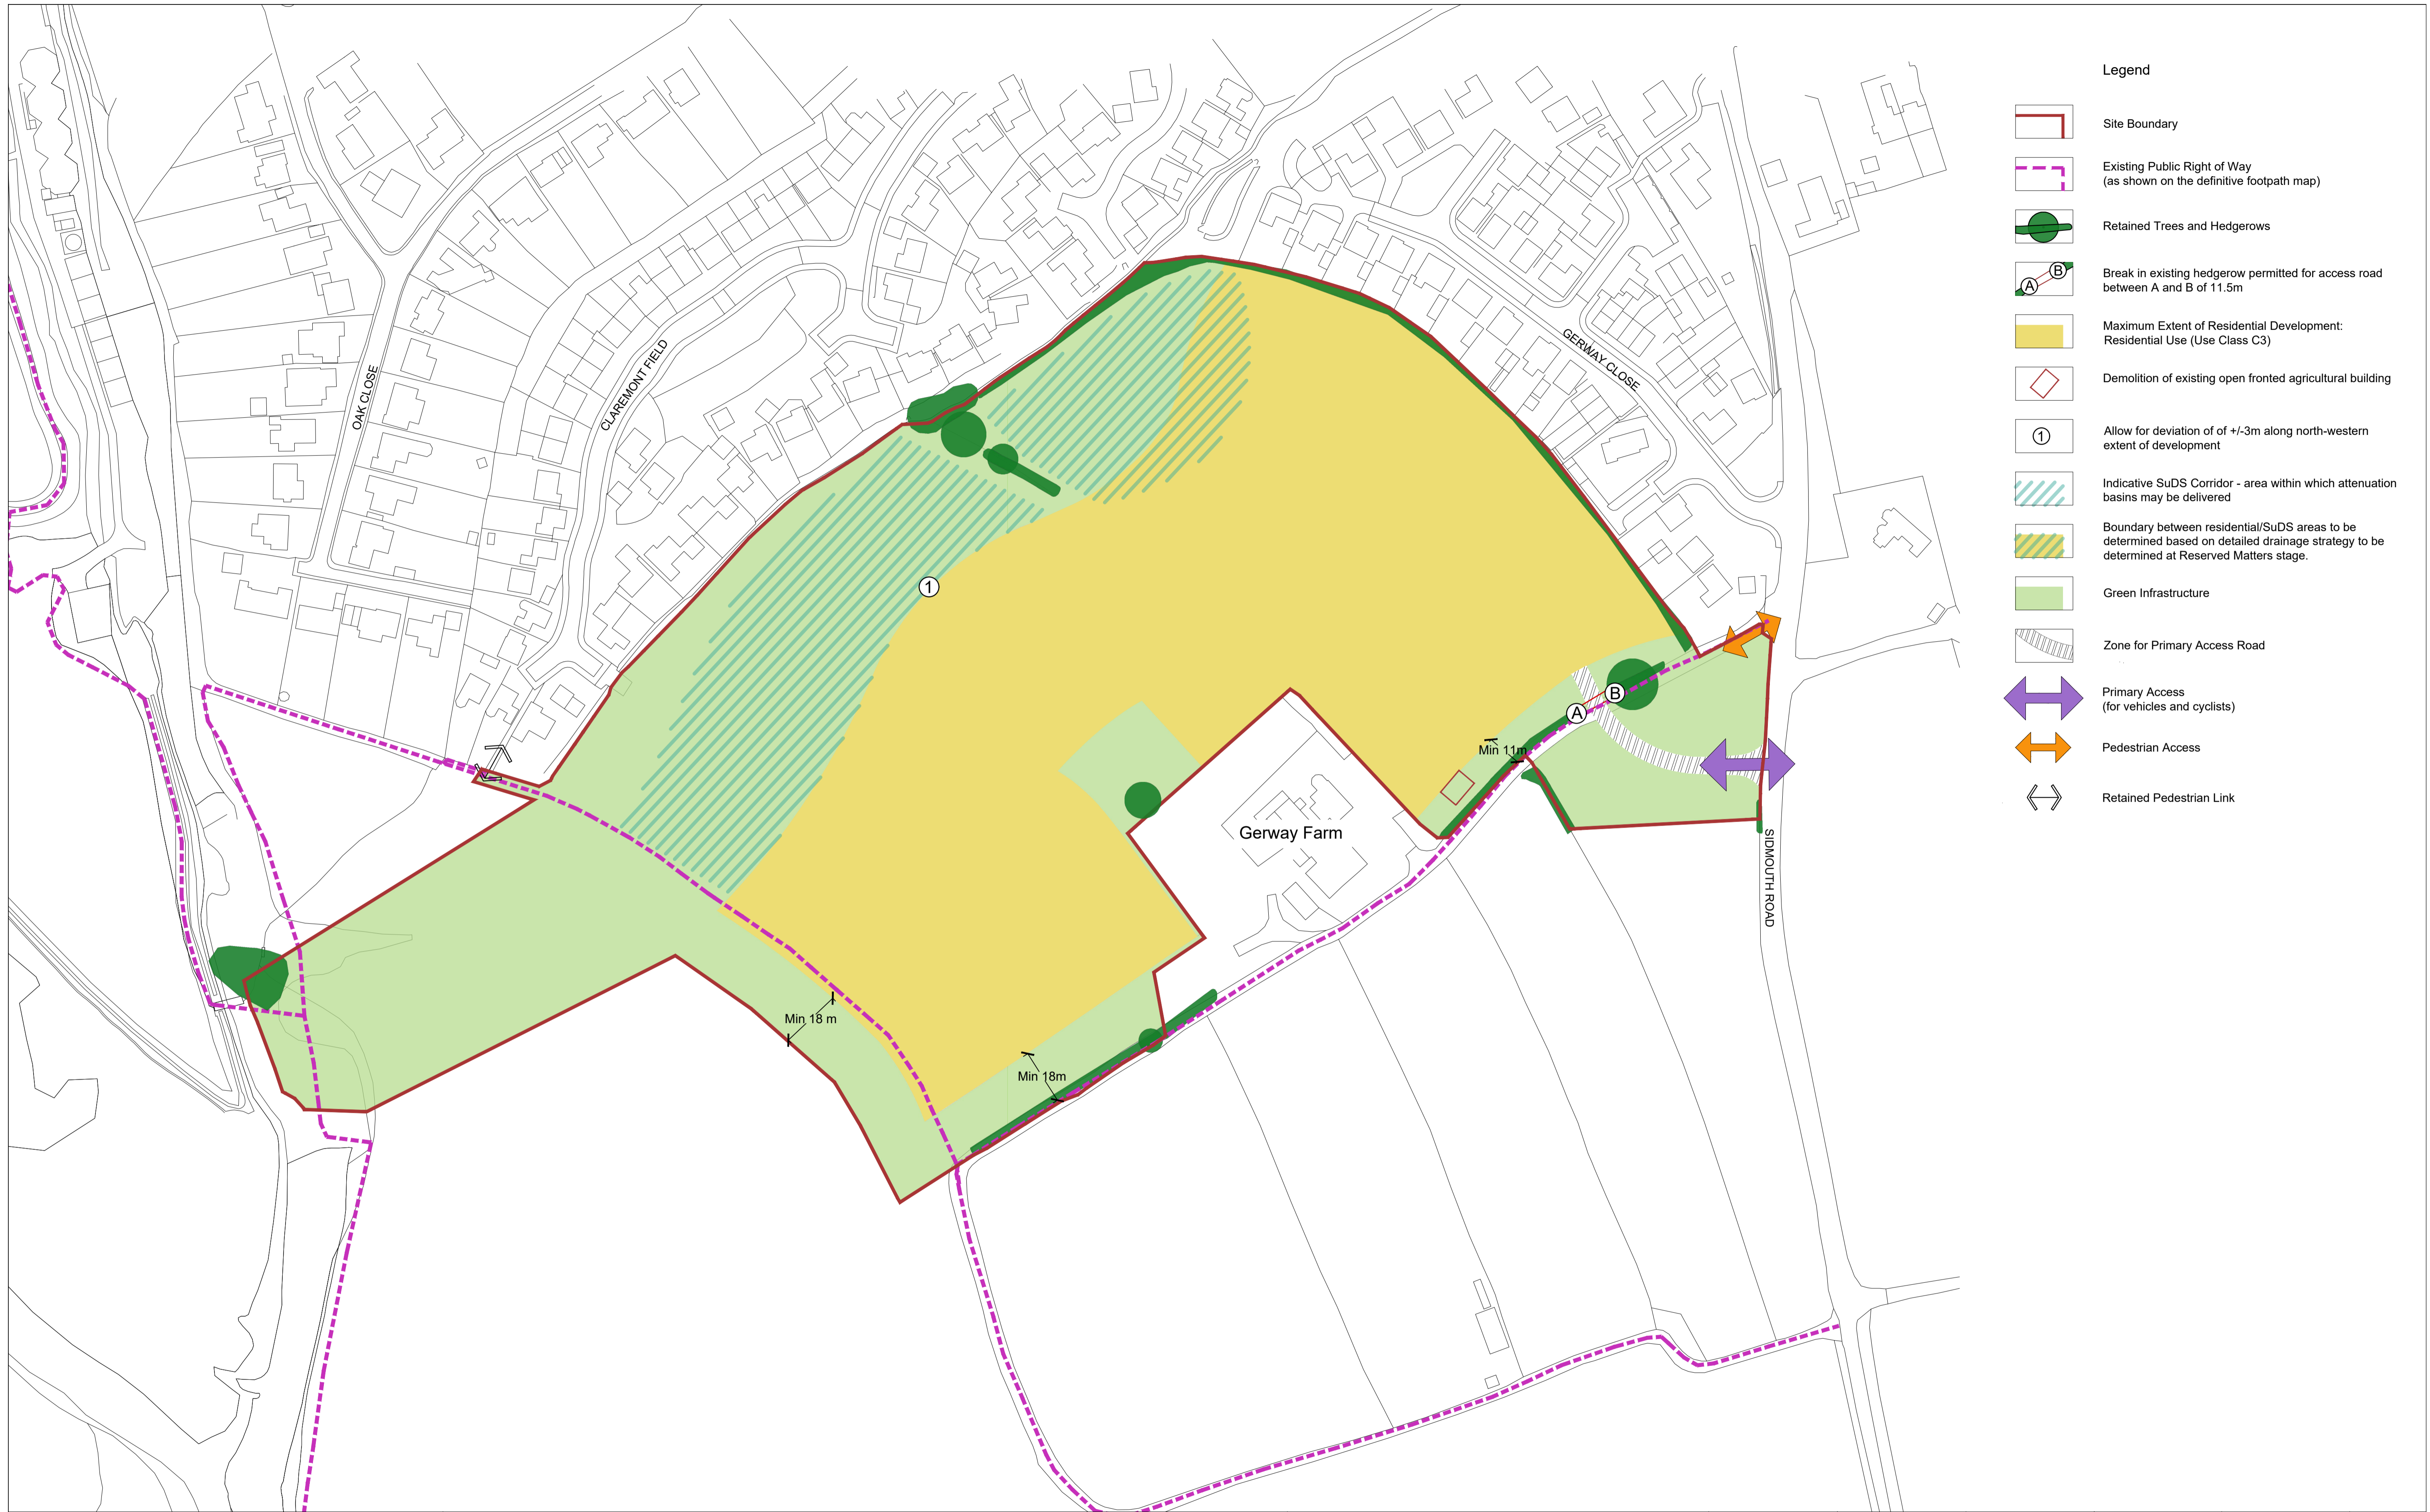 Legend
Site Boundary
Existing Public Right of Way
(as shown on the definitive footpath map)
Retained Trees and Hedgerows
A
B
Break in existing hedgerow permitted for access road
between A and B of 11.5m
Maximum Extent of Residential Development:
Residential Use (Use Class C3)
Demolition of existing open fronted agricultural building
1
Allow for deviation of of +/-3m along north-western
extent of development
Indicative SuDS Corridor - area within which attenuation
basins may be delivered
Boundary between residential/SuDS areas to be
determined based on detailed drainage strategy to be
determined at Reserved Matters stage.
Green Infrastructure
Zone for Primary Access Road
Primary Access
(for vehicles and cyclists)
Pedestrian Access
Retained Pedestrian Link
OAK CLOSE
CLAREMONT FIELD
GERWAY CLOSE
1
B
A
Min 11m
Gerway Farm
SIDMOUTH ROAD
Min 18 m
Min 18m